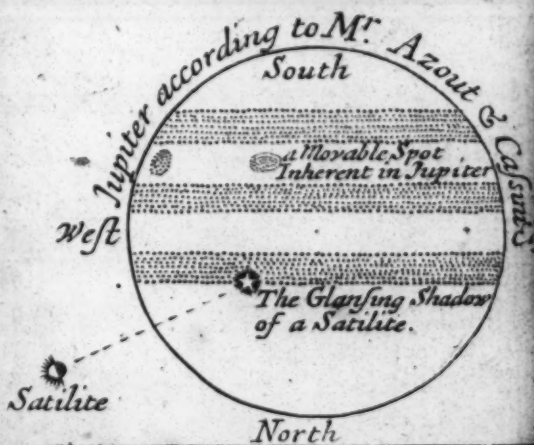 Jupiter according to Mr. Azout & Caſsini
South
a Movable Spot
Inherent in Jupiter
Weſt
The Glanſing Shadow
of a Satilite.
Satilite
North